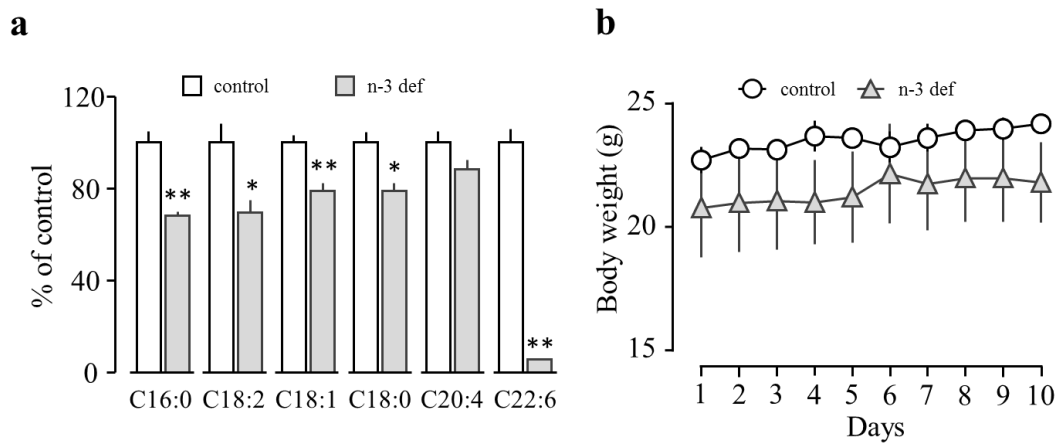 a
control n-3 def
120
80
40
0
% of control
** * ** * **
C16:0 C18:2 C18:1 C18:0 C20:4 C22:6
b
control n-3 def
25
20
15
Body weight (g)
1 2 3 4 5 6 7 8 9 10
Days